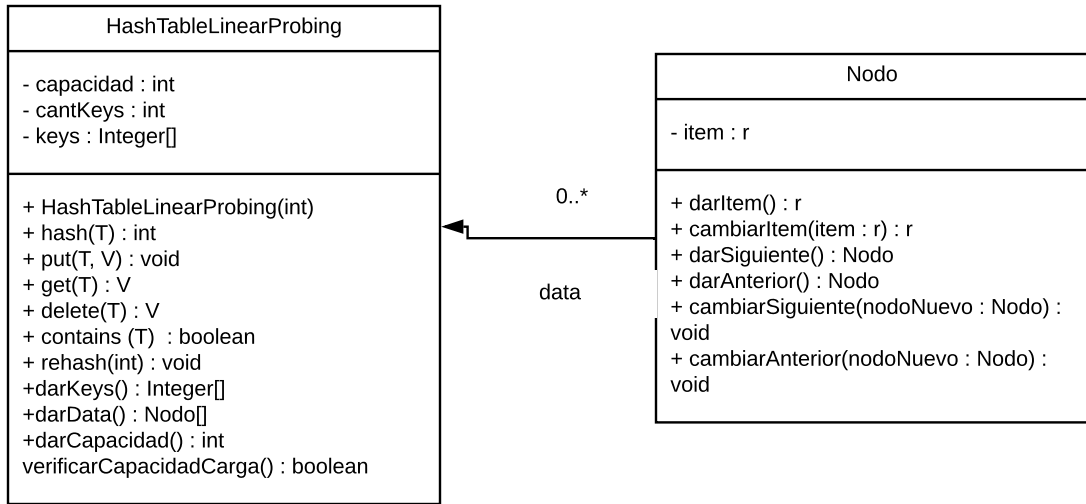 HashTableLinearProbing
- capacidad : int
- cantKeys : int
- keys : Integer[]
+ HashTableLinearProbing(int)
+ hash(T) : int
+ put(T, V) : void
+ get(T) : V
+ delete(T) : V
+ contains (T)  : boolean
+ rehash(int) : void
+darKeys() : Integer[]
+darData() : Nodo[]
+darCapacidad() : int
verificarCapacidadCarga() : boolean
0..*
data
Nodo
- item : r
+ darItem() : r
+ cambiarItem(item : r) : r
+ darSiguiente() : Nodo
+ darAnterior() : Nodo
+ cambiarSiguiente(nodoNuevo : Nodo) :
void
+ cambiarAnterior(nodoNuevo : Nodo) :
void